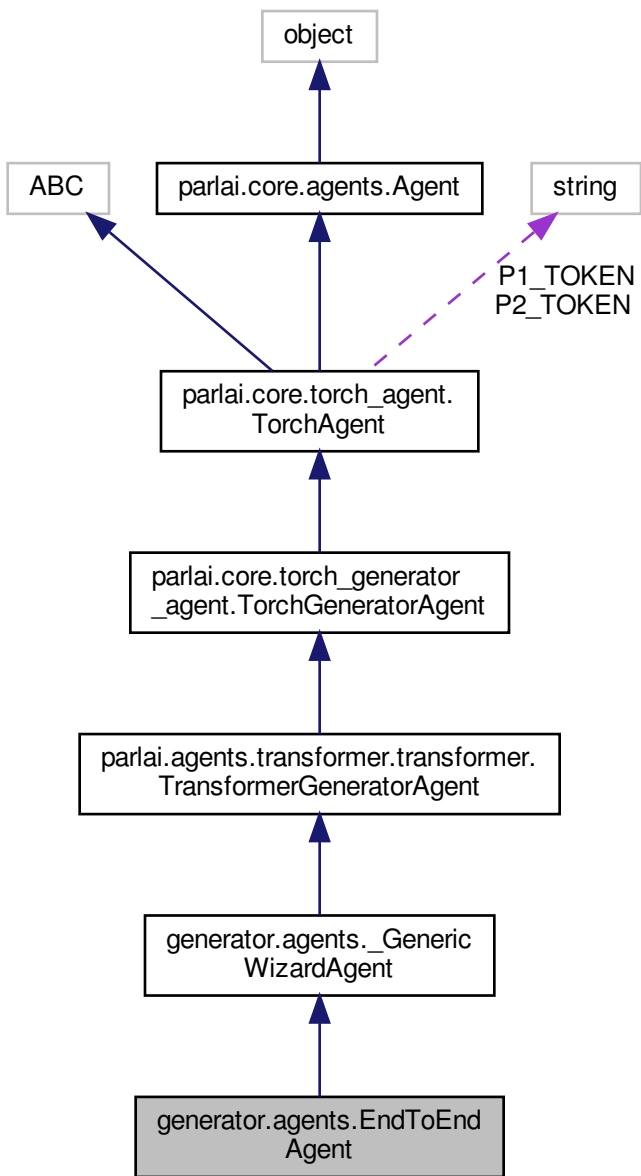 object
ABC
parlai.core.agents.Agent
string
P1_TOKEN
P2_TOKEN
parlai.core.torch_agent.
TorchAgent
parlai.core.torch_generator
_agent.TorchGeneratorAgent
parlai.agents.transformer.transformer.
TransformerGeneratorAgent
generator.agents._Generic
WizardAgent
generator.agents.EndToEnd
Agent